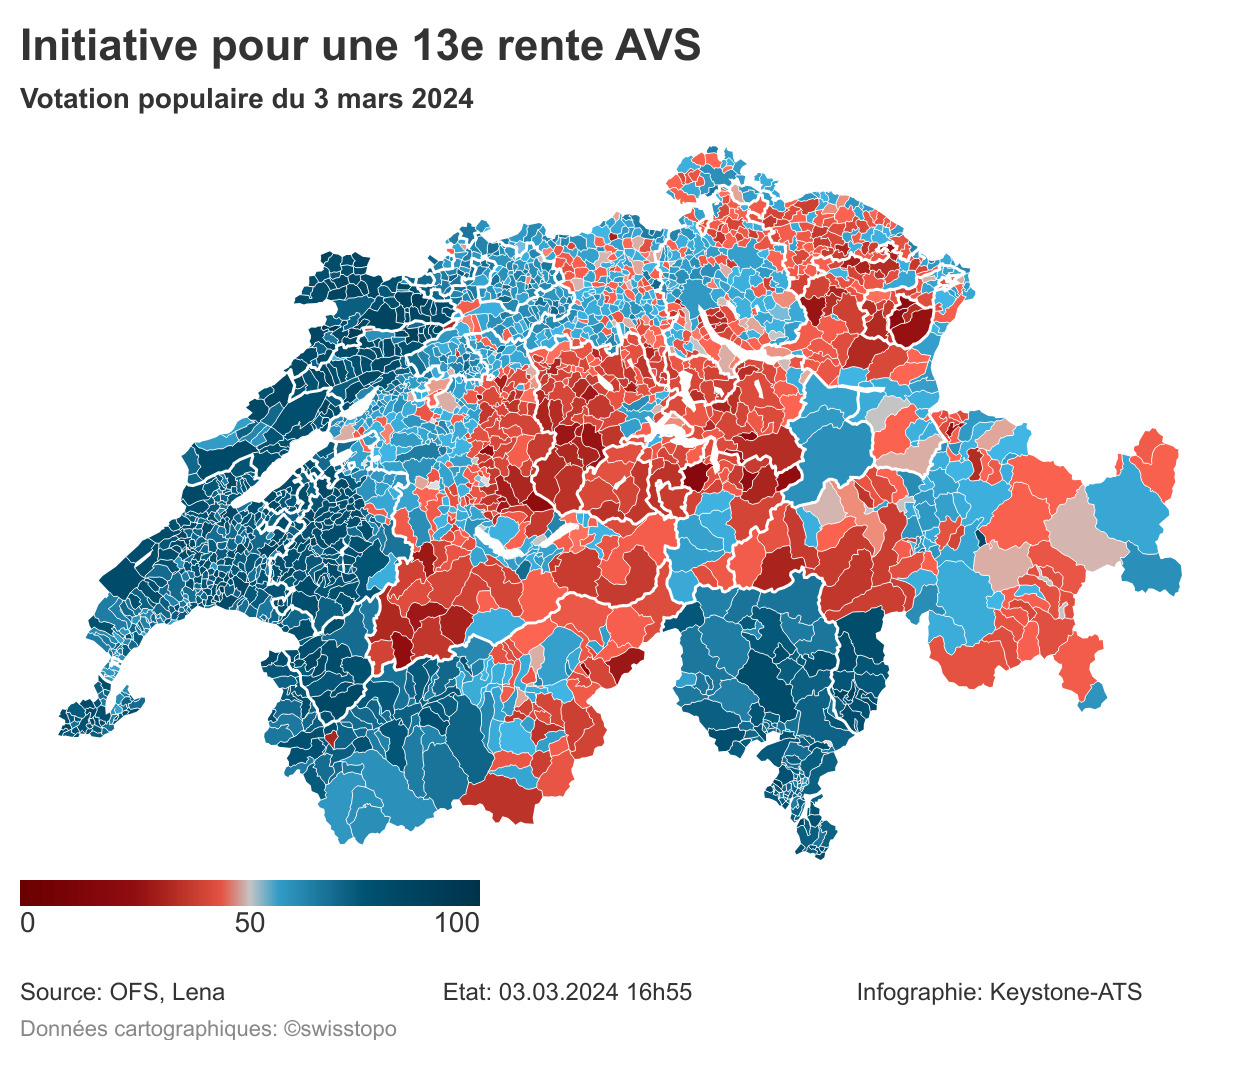 Initiative pour une 13e rente AVS
Votation populaire du 3 mars 2024
0 50 100
Source: OFS, Lena Etat: 03.03.2024 16h55 Infographie: Keystone-ATS
Données cartographiques: ©swisstopo